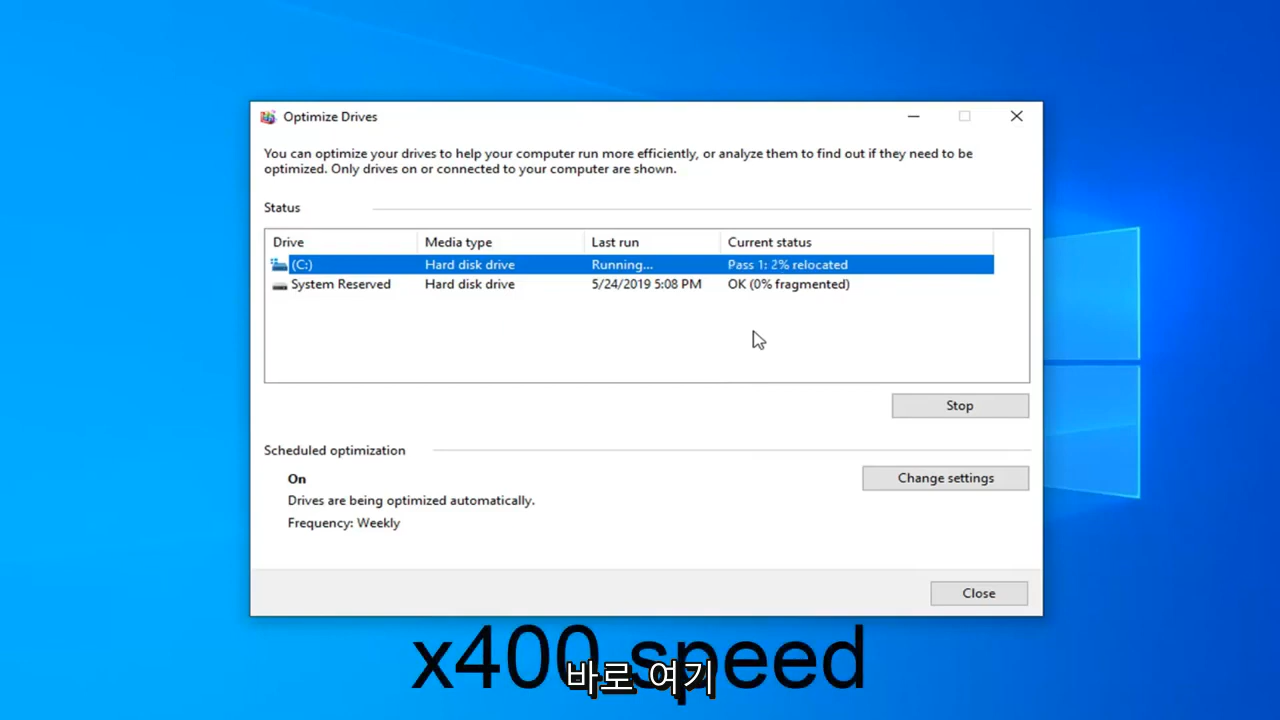 Optimize Drives
You can optimize your drives to help your computer run more efficiently, or analyze them to find out if they need to be
optimized. Only drives on or connected to your computer are shown.
Status
Drive Media type Last run Current status
(C:) Hard disk drive Running... Pass 1: 2% relocated
System Reserved Hard disk drive 5/24/2019 5:08 PM OK (0% fragmented)
Stop
Scheduled optimization
On
Change settings
Drives are being optimized automatically.
Frequency: Weekly
Close
x400 speed
바로 여기